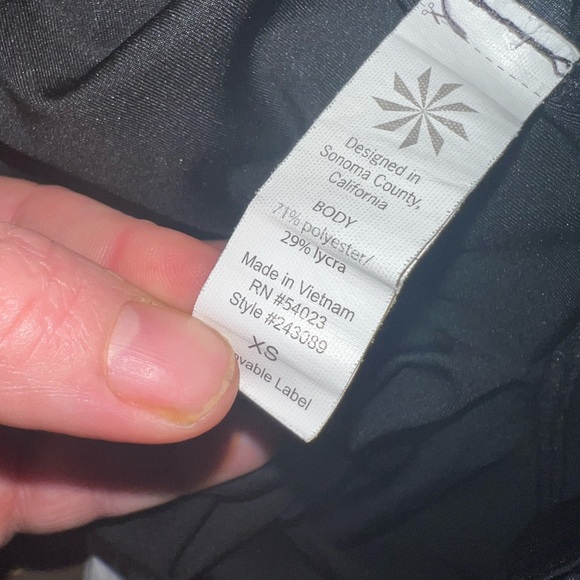 Designed in
Sonoma County,
California
BODY
71% polyester/
29% lycra
Made in Vietnam
RN #54023
Style #243089
XS
Label